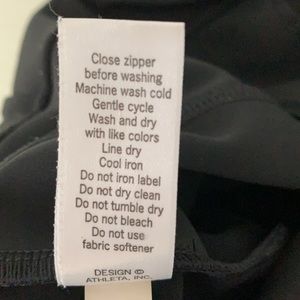 Close zipper
before washing
Machine wash cold
Gentle cycle
Wash and dry
with like colors
Line dry
Cool iron
Do not iron label
Do not dry clean
Do not tumble dry
Do not bleach
Do not use
fabric softener
DESIGN ©
ATHLETA, INC.